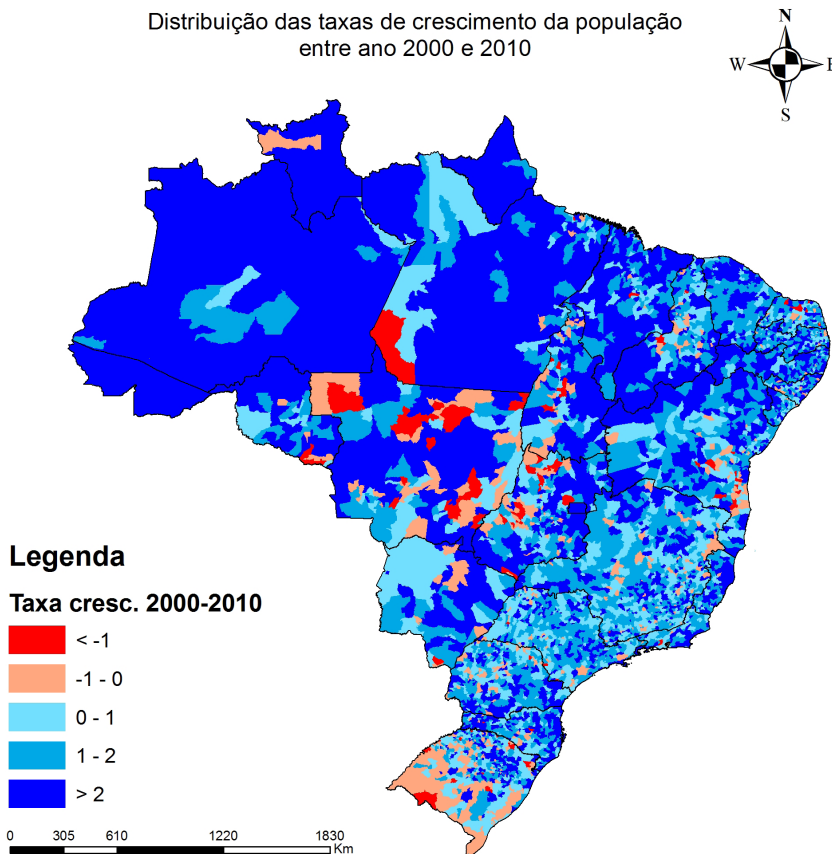 Distribuição das taxas de crescimento da população
entre ano 2000 e 2010
N
W E
S
Legenda
Taxa cresc. 2000-2010
< -1
-1 - 0
0 - 1
1 - 2
> 2
0 305 610 1220 1830
Km